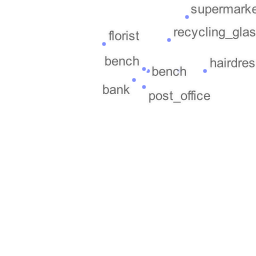 supermarke
recycling_glas
florist
bench
hairdres
bench
bank
post_office